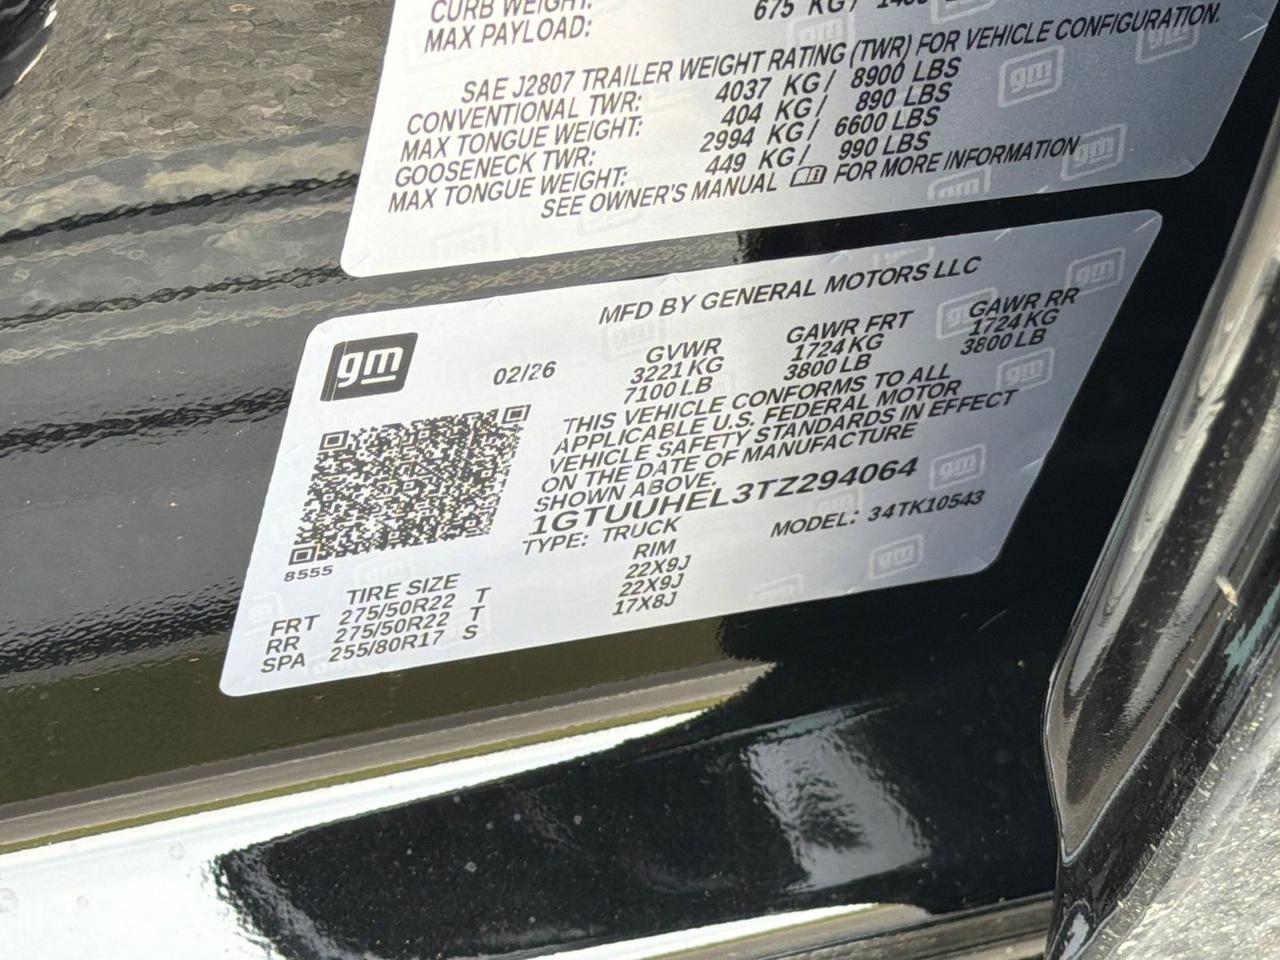 CURB WEIGHT:
MAX PAYLOAD: 675 KG/
SAE J2807 TRAILER WEIGHT RATING (TWR) FOR VEHICLE CONFIGURATION.
CONVENTIONAL TWR: 4037 KG/ 8900 LBS
MAX TONGUE WEIGHT: 404 KG/ 890 LBS
GOOSENECK TWR: 2994 KG/ 6600 LBS
MAX TONGUE WEIGHT: 449 KG/ 990 LBS
SEE OWNER'S MANUAL FOR MORE INFORMATION
MFD BY GENERAL MOTORS LLC
gm
02/26
GVWR GAWR FRT GAWR RR
3221 KG 1724 KG 1724 KG
7100 LB 3800 LB 3800 LB
THIS VEHICLE CONFORMS TO ALL
APPLICABLE U.S. FEDERAL MOTOR
VEHICLE SAFETY STANDARDS IN EFFECT
ON THE DATE OF MANUFACTURE
SHOWN ABOVE.
1GTUUHEL3TZ294064
TYPE: TRUCK MODEL: 34TK10543
8555
TIRE SIZE RIM
FRT 275/50R22 T 22X9J
RR 275/50R22 T 22X9J
SPA 255/80R17 S 17X8J